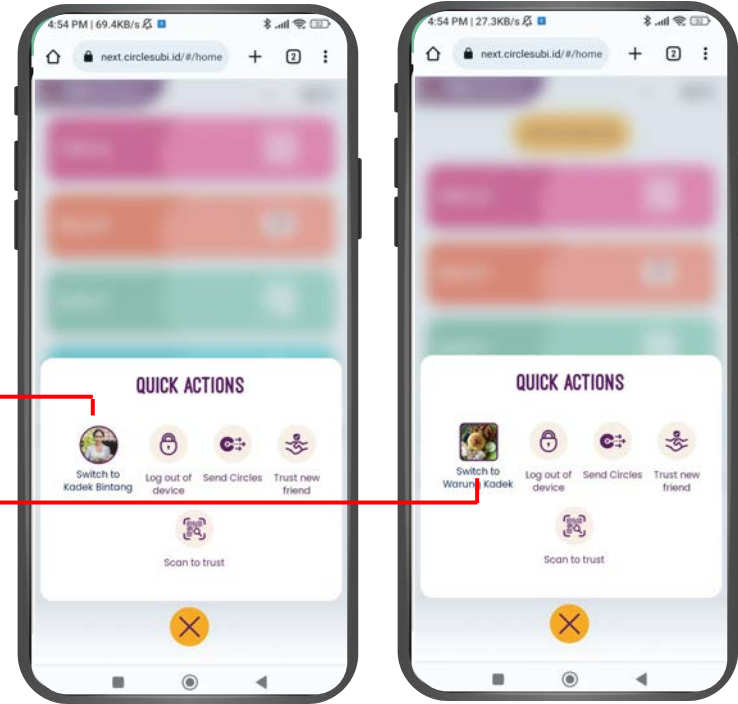 4:54 PM | 69.4KB/s
32
next.circlesubi.id/#/home
2
QUICK ACTIONS
Switch to
Kadek Bintang
Log out of
device
Send Circles
Trust new
friend
Scan to trust
4:54 PM | 27.3KB/s
32
next.circlesubi.id/#/home
2
QUICK ACTIONS
Switch to
Warung Kadek
Log out of
device
Send Circles
Trust new
friend
Scan to trust